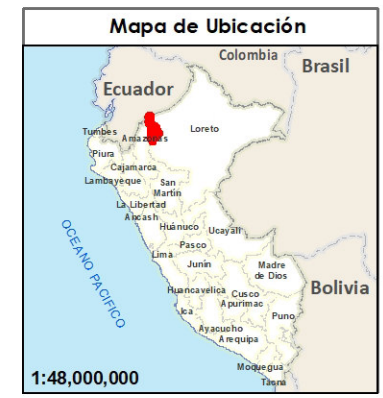 Mapa de Ubicación
Colombia
Brasil
Ecuador
Tumbes
Amazonas
Loreto
Piura
Cajamarca
Lambayeque
San
Martin
La Libertad
Ancash
Huánuco
Ucayali
Pasco
Lima
Junin
Madre
de Dios
OCEANO PACIFICO
Huancavelica
Cusco
Apurimac
Bolivia
Ica
Puno
Ayacucho
Arequipa
Moquegua
Tacna
1:48,000,000